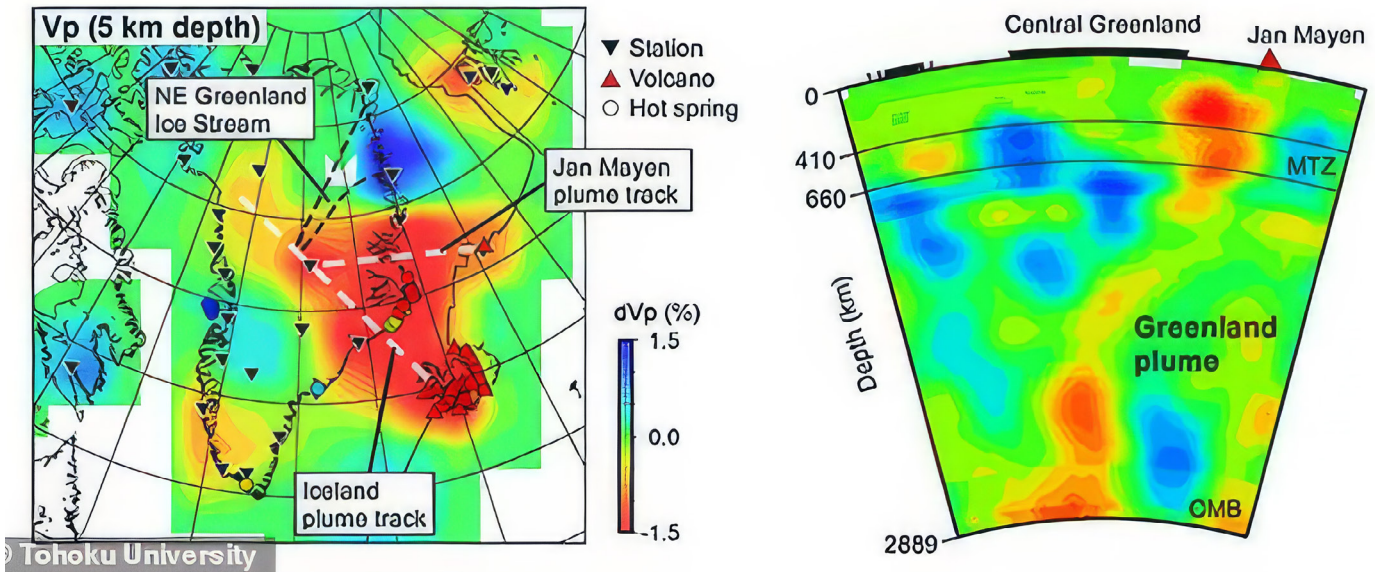 Vp (5 km depth)
NE Greenland
Ice Stream
Station
Volcano
Hot spring
Jan Mayen
plume track
Iceland
plume track
dVp (%)
1.5
0.0
-1.5
© Tohoku University
Central Greenland
Jan Mayen
0
410
660
MTZ
Depth (km)
Greenland
plume
CMB
2889